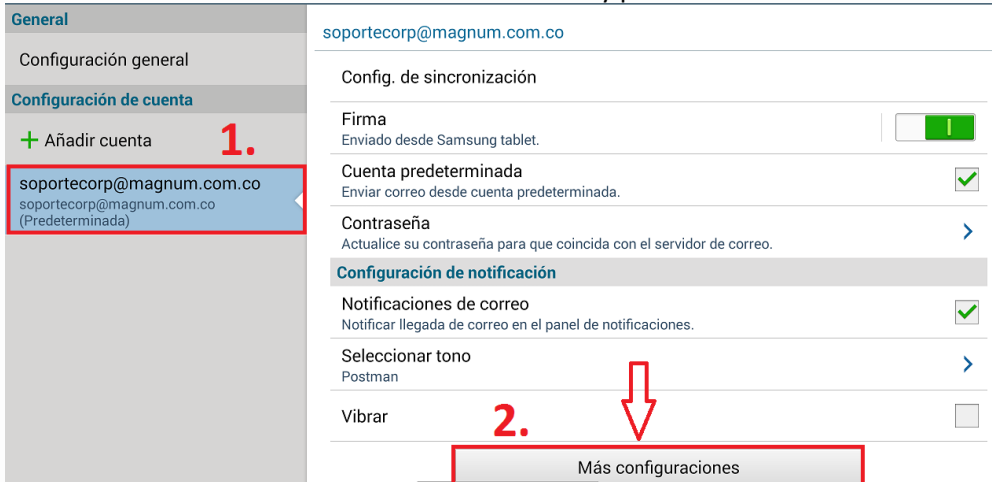 General
Configuración general
Configuración de cuenta
+ Añadir cuenta
1.
soportecorp@magnum.com.co
soportecorp@magnum.com.co
(Predeterminada)
soportecorp@magnum.com.co
Config. de sincronización
Firma
Enviado desde Samsung tablet.
Cuenta predeterminada
Enviar correo desde cuenta predeterminada.
Contraseña
Actualice su contraseña para que coincida con el servidor de correo.
Configuración de notificación
Notificaciones de correo
Notificar llegada de correo en el panel de notificaciones.
Seleccionar tono
Postman
Vibrar
2.
Más configuraciones